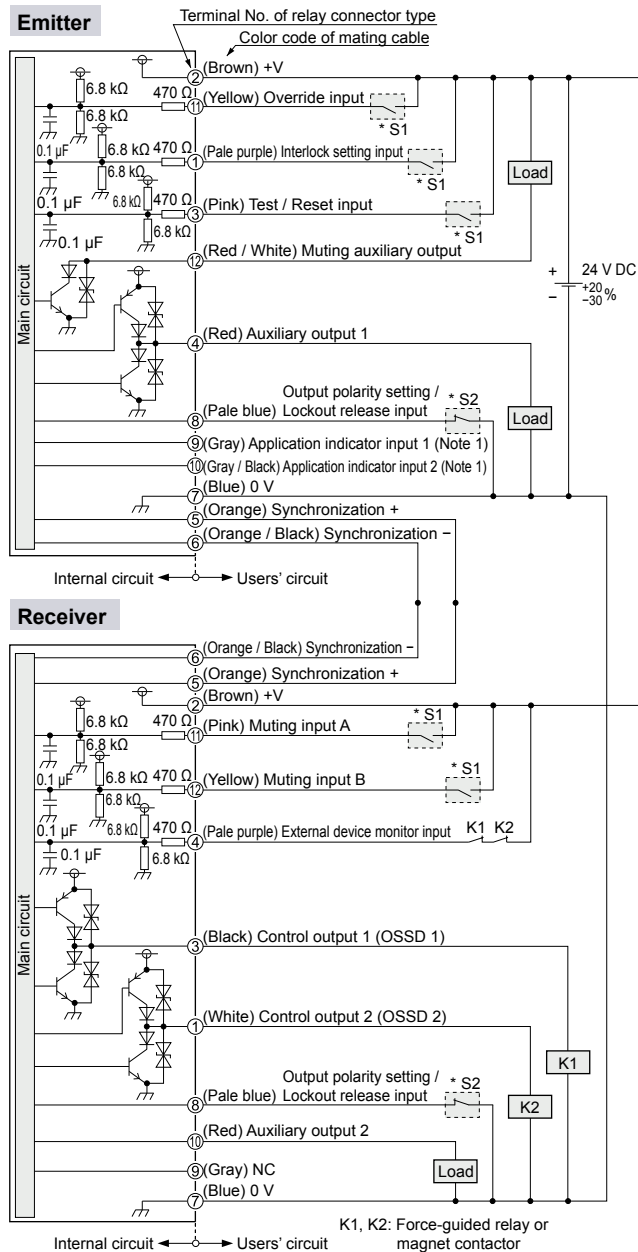 Emitter
Terminal No. of relay connector type
Color code of mating cable
② (Brown) +V
6.8 kΩ
470 Ω
⑪ (Yellow) Override input
* S1
6.8 kΩ
0.1 µF
6.8 kΩ 470 Ω
① (Pale purple) Interlock setting input
* S1
6.8 kΩ
Load
0.1 µF
6.8 kΩ
470 Ω
③ (Pink) Test / Reset input
* S1
6.8 kΩ
0.1 µF
⑫ (Red / White) Muting auxiliary output
+
−
24 V DC
+20
−30 %
Main circuit
④ (Red) Auxiliary output 1
Output polarity setting /
⑧ (Pale blue) Lockout release input
* S2
Load
⑨ (Gray) Application indicator input 1 (Note 1)
⑩ (Gray / Black) Application indicator input 2 (Note 1)
⑦ (Blue) 0 V
⑤ (Orange) Synchronization +
⑥ (Orange / Black) Synchronization −
Internal circuit
Users' circuit
Receiver
⑥ (Orange / Black) Synchronization -
⑤ (Orange) Synchronization +
② (Brown) +V
6.8 kΩ
470 Ω
⑪ (Pink) Muting input A
* S1
6.8 kΩ
0.1 µF
6.8 kΩ 470 Ω
⑫ (Yellow) Muting input B
* S1
6.8 kΩ
0.1 µF
6.8 kΩ
470 Ω
④ (Pale purple) External device monitor input
K1 K2
0.1 µF
6.8 kΩ
Main circuit
③ (Black) Control output 1 (OSSD 1)
① (White) Control output 2 (OSSD 2)
K1
Output polarity setting /
⑧ (Pale blue) Lockout release input
* S2
K2
⑩ (Red) Auxiliary output 2
⑨ (Gray) NC
Load
⑦ (Blue) 0 V
K1, K2: Force-guided relay or
magnet contactor
Internal circuit
Users' circuit